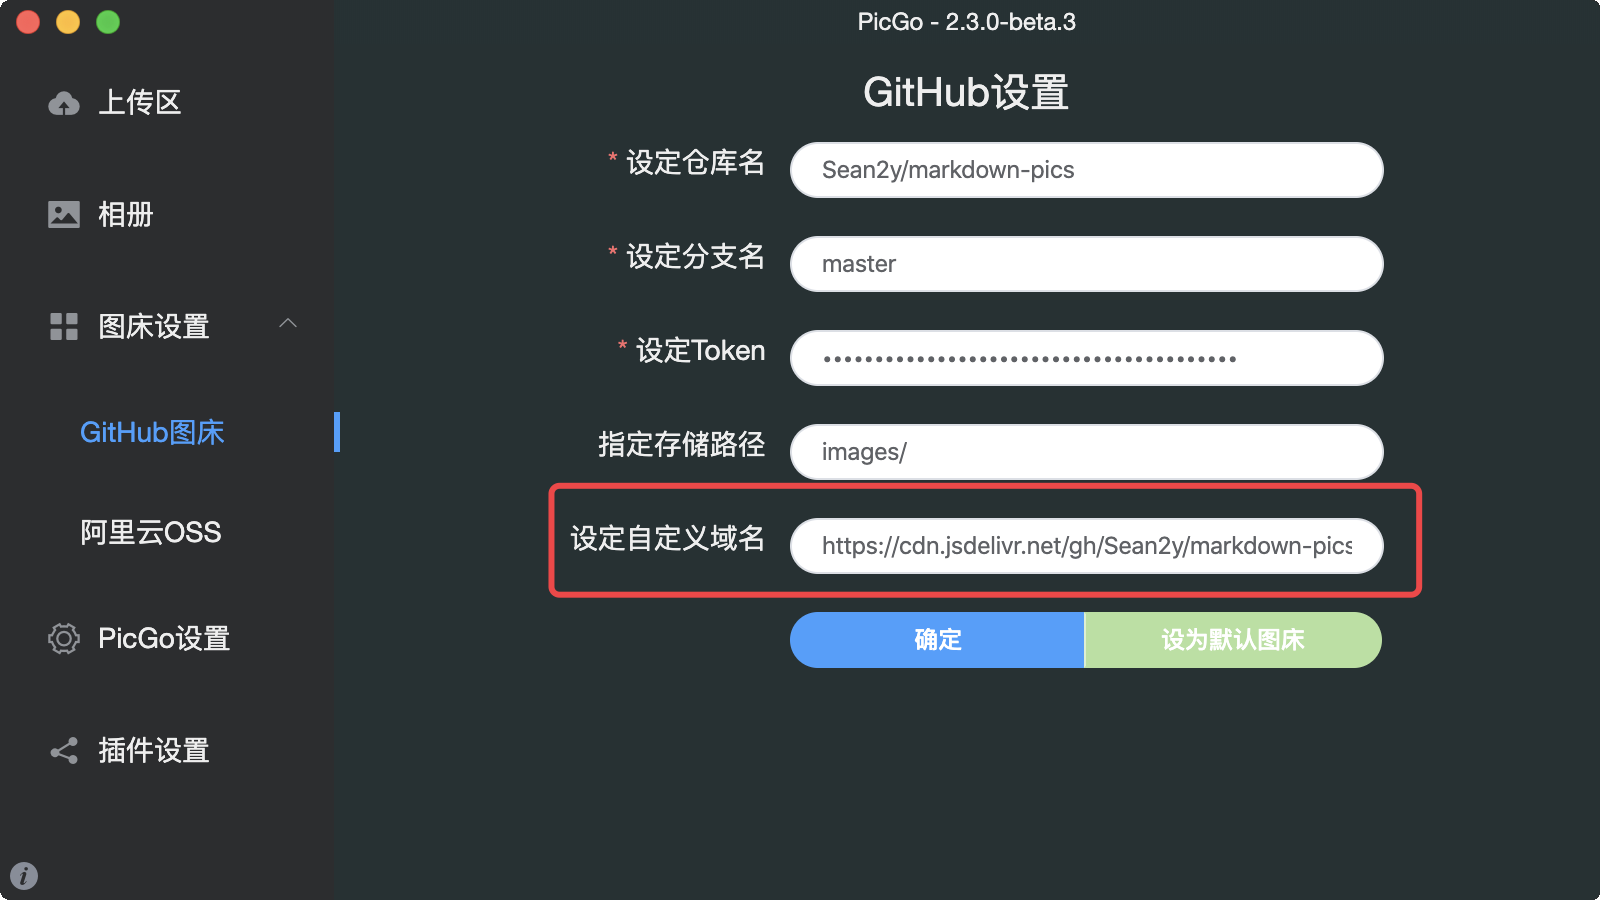 PicGo - 2.3.0-beta.3
上传区
相册
图床设置
GitHub图床
阿里云OSS
PicGo设置
插件设置
GitHub设置
* 设定仓库名 Sean2y/markdown-pics
* 设定分支名 master
* 设定Token ••••••••••••••••••••••••••••••••••••••••
指定存储路径 images/
设定自定义域名 https://cdn.jsdelivr.net/gh/Sean2y/markdown-pics
确定 设为默认图床